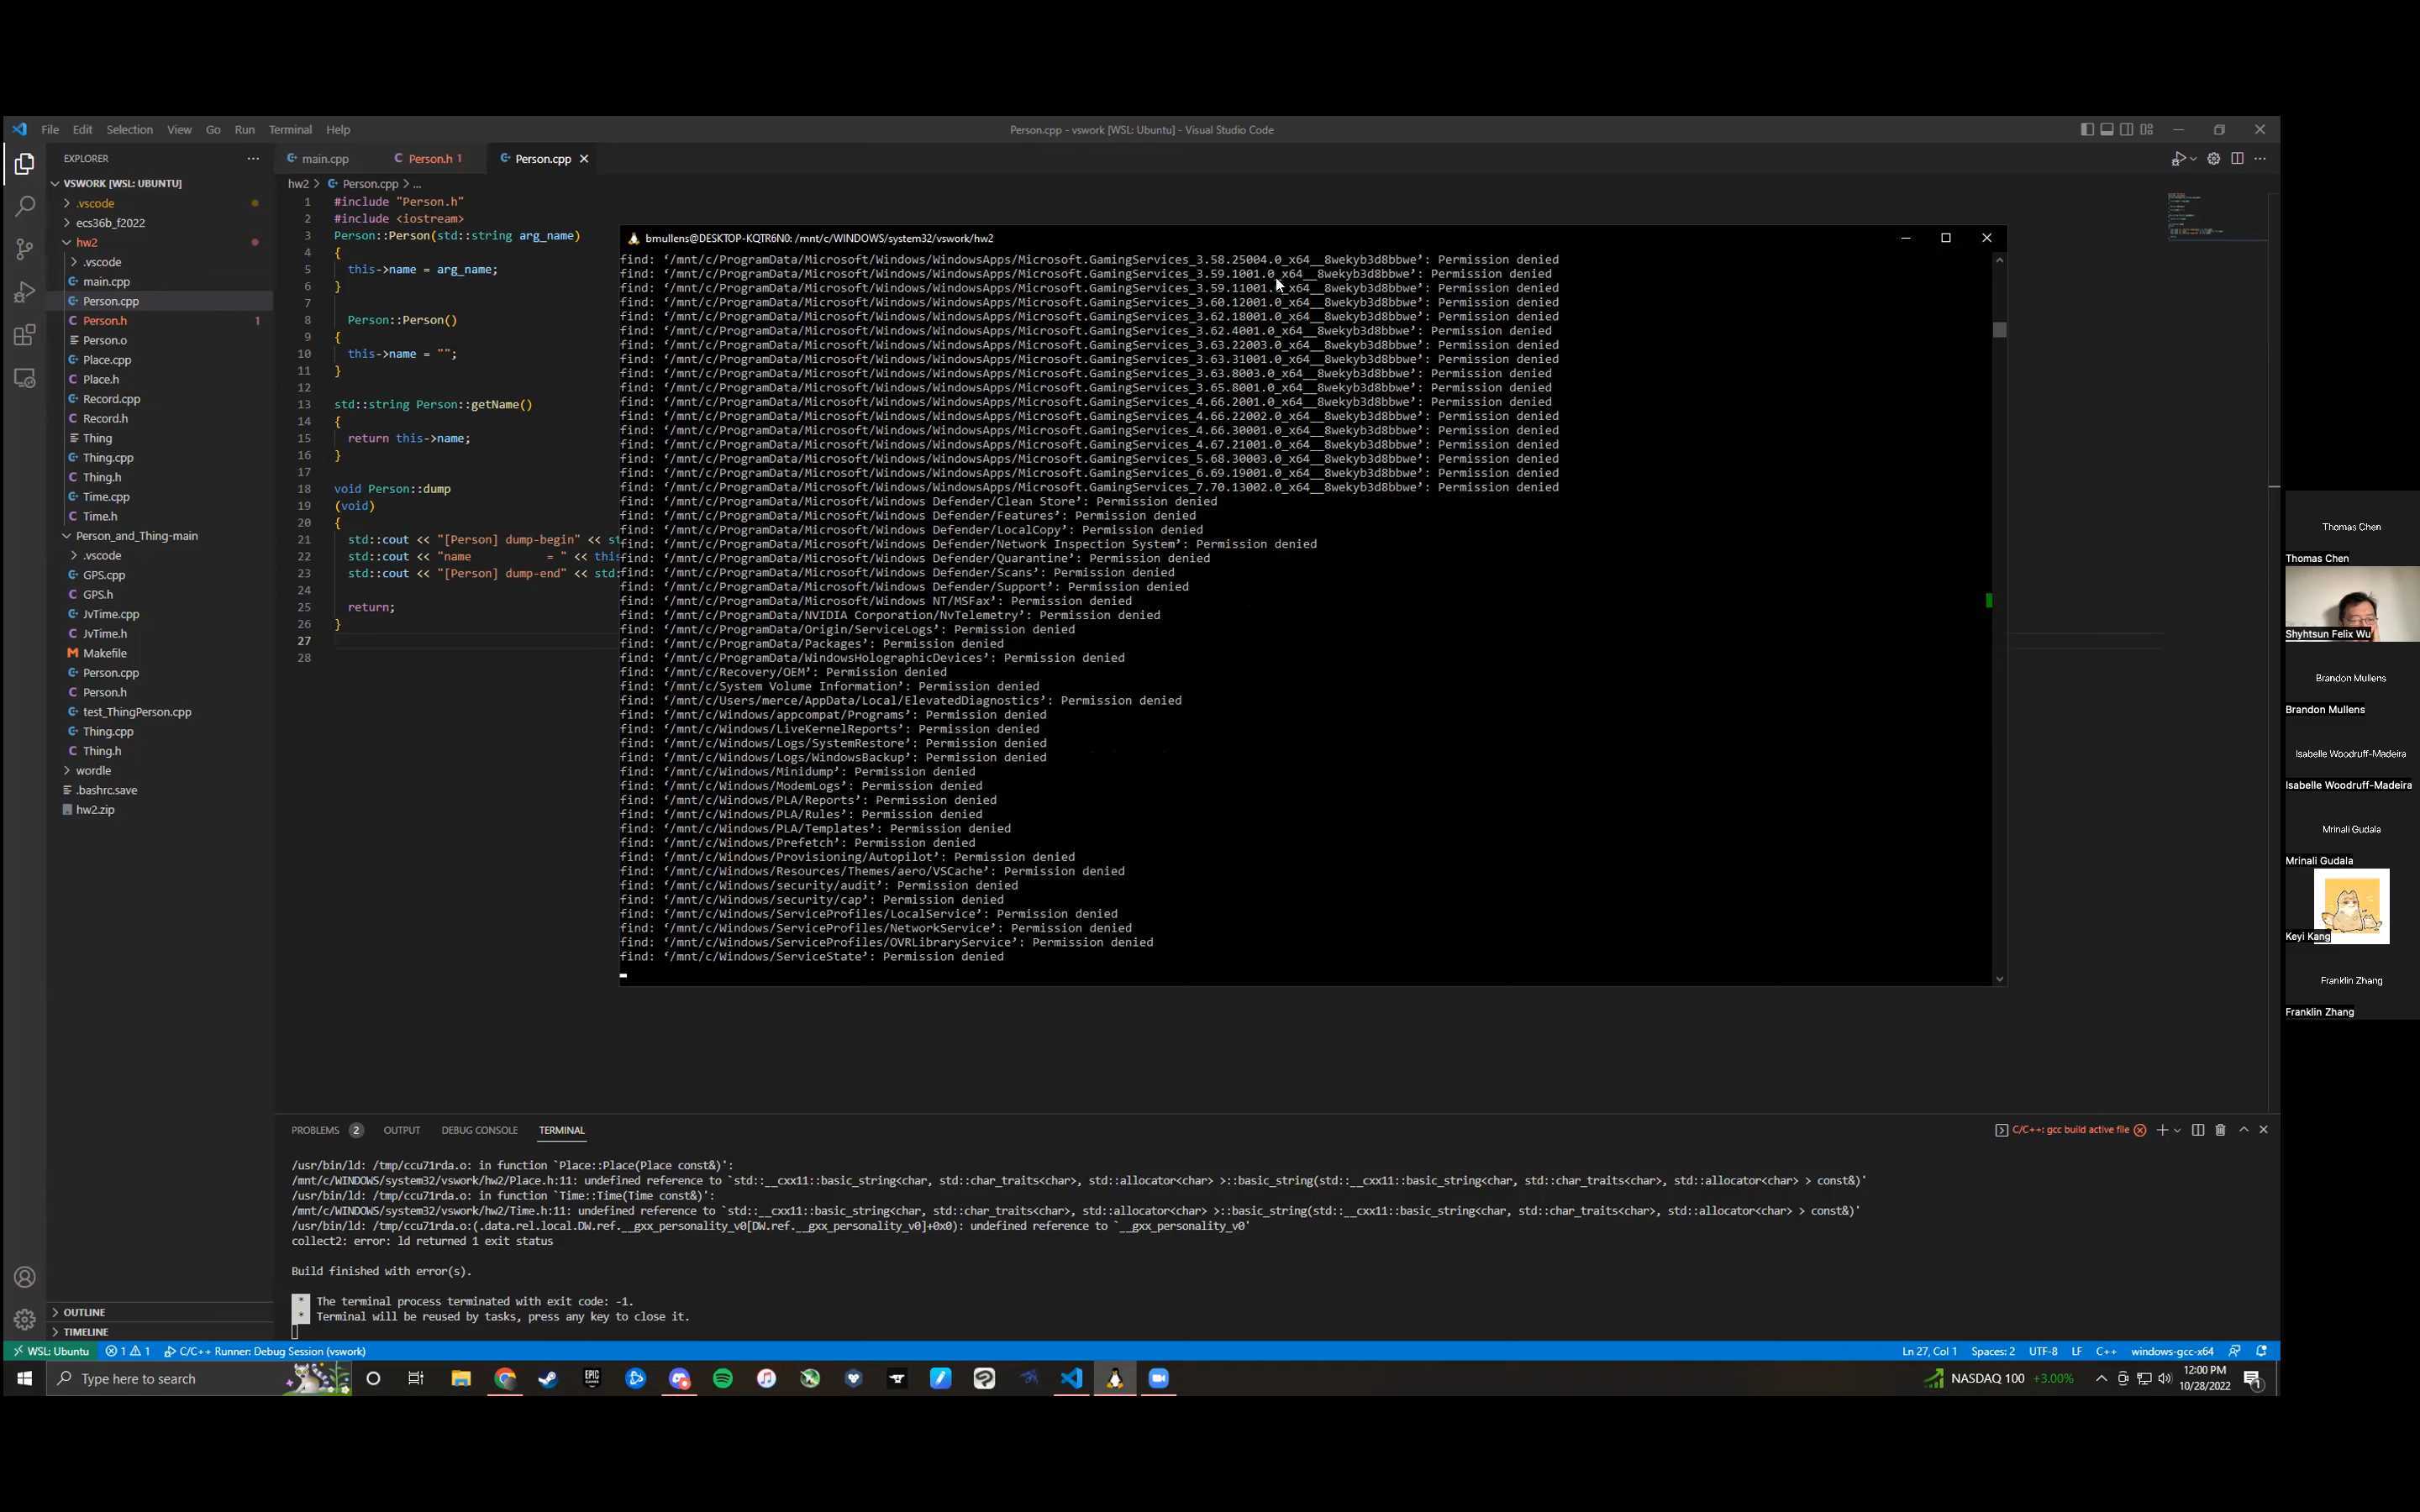 File Edit Selection View Go Run Terminal Help
Person.cpp - vswork [WSL: Ubuntu] - Visual Studio Code
EXPLORER
VSWORK [WSL: UBUNTU]
.vscode
ecs36b_f2022
hw2
.vscode
main.cpp
Person.cpp
Person.h 1
Person.o
Place.cpp
Place.h
Record.cpp
Record.h
Thing
Thing.cpp
Thing.h
Time.cpp
Time.h
Person_and_Thing-main
.vscode
GPS.cpp
GPS.h
JvTime.cpp
JvTime.h
Makefile
Person.cpp
Person.h
test_ThingPerson.cpp
Thing.cpp
Thing.h
wordle
.bashrc.save
hw2.zip
OUTLINE
TIMELINE
main.cpp Person.h 1 Person.cpp
hw2 > Person.cpp > ...
1 #include "Person.h"
2 #include <iostream>
3 Person::Person(std::string arg_name)
4 {
5 this->name = arg_name;
6 }
7
8 Person::Person()
9 {
10 this->name = "";
11 }
12
13 std::string Person::getName()
14 {
15 return this->name;
16 }
17
18 void Person::dump
19 (void)
20 {
21 std::cout << "[Person] dump-begin" << st
22 std::cout << "name = " << this
23 std::cout << "[Person] dump-end" << std:
24
25 return;
26 }
27
28
bmullens@DESKTOP-KQTR6N0: /mnt/c/WINDOWS/system32/vswork/hw2
find: ‘/mnt/c/ProgramData/Microsoft/Windows/WindowsApps/Microsoft.GamingServices_3.58.25004.0_x64__8wekyb3d8bbwe’: Permission denied
find: ‘/mnt/c/ProgramData/Microsoft/Windows/WindowsApps/Microsoft.GamingServices_3.59.1001.0_x64__8wekyb3d8bbwe’: Permission denied
find: ‘/mnt/c/ProgramData/Microsoft/Windows/WindowsApps/Microsoft.GamingServices_3.59.11001.0_x64__8wekyb3d8bbwe’: Permission denied
find: ‘/mnt/c/ProgramData/Microsoft/Windows/WindowsApps/Microsoft.GamingServices_3.60.12001.0_x64__8wekyb3d8bbwe’: Permission denied
find: ‘/mnt/c/ProgramData/Microsoft/Windows/WindowsApps/Microsoft.GamingServices_3.62.18001.0_x64__8wekyb3d8bbwe’: Permission denied
find: ‘/mnt/c/ProgramData/Microsoft/Windows/WindowsApps/Microsoft.GamingServices_3.62.4001.0_x64__8wekyb3d8bbwe’: Permission denied
find: ‘/mnt/c/ProgramData/Microsoft/Windows/WindowsApps/Microsoft.GamingServices_3.63.22003.0_x64__8wekyb3d8bbwe’: Permission denied
find: ‘/mnt/c/ProgramData/Microsoft/Windows/WindowsApps/Microsoft.GamingServices_3.63.31001.0_x64__8wekyb3d8bbwe’: Permission denied
find: ‘/mnt/c/ProgramData/Microsoft/Windows/WindowsApps/Microsoft.GamingServices_3.63.8003.0_x64__8wekyb3d8bbwe’: Permission denied
find: ‘/mnt/c/ProgramData/Microsoft/Windows/WindowsApps/Microsoft.GamingServices_3.65.8001.0_x64__8wekyb3d8bbwe’: Permission denied
find: ‘/mnt/c/ProgramData/Microsoft/Windows/WindowsApps/Microsoft.GamingServices_4.66.2001.0_x64__8wekyb3d8bbwe’: Permission denied
find: ‘/mnt/c/ProgramData/Microsoft/Windows/WindowsApps/Microsoft.GamingServices_4.66.22002.0_x64__8wekyb3d8bbwe’: Permission denied
find: ‘/mnt/c/ProgramData/Microsoft/Windows/WindowsApps/Microsoft.GamingServices_4.66.30001.0_x64__8wekyb3d8bbwe’: Permission denied
find: ‘/mnt/c/ProgramData/Microsoft/Windows/WindowsApps/Microsoft.GamingServices_4.67.21001.0_x64__8wekyb3d8bbwe’: Permission denied
find: ‘/mnt/c/ProgramData/Microsoft/Windows/WindowsApps/Microsoft.GamingServices_5.68.30003.0_x64__8wekyb3d8bbwe’: Permission denied
find: ‘/mnt/c/ProgramData/Microsoft/Windows/WindowsApps/Microsoft.GamingServices_6.69.19001.0_x64__8wekyb3d8bbwe’: Permission denied
find: ‘/mnt/c/ProgramData/Microsoft/Windows/WindowsApps/Microsoft.GamingServices_7.70.13002.0_x64__8wekyb3d8bbwe’: Permission denied
find: ‘/mnt/c/ProgramData/Microsoft/Windows Defender/Clean Store’: Permission denied
find: ‘/mnt/c/ProgramData/Microsoft/Windows Defender/Features’: Permission denied
find: ‘/mnt/c/ProgramData/Microsoft/Windows Defender/LocalCopy’: Permission denied
find: ‘/mnt/c/ProgramData/Microsoft/Windows Defender/Network Inspection System’: Permission denied
find: ‘/mnt/c/ProgramData/Microsoft/Windows Defender/Quarantine’: Permission denied
find: ‘/mnt/c/ProgramData/Microsoft/Windows Defender/Scans’: Permission denied
find: ‘/mnt/c/ProgramData/Microsoft/Windows Defender/Support’: Permission denied
find: ‘/mnt/c/ProgramData/Microsoft/Windows NT/MSFax’: Permission denied
find: ‘/mnt/c/ProgramData/NVIDIA Corporation/NvTelemetry’: Permission denied
find: ‘/mnt/c/ProgramData/Origin/ServiceLogs’: Permission denied
find: ‘/mnt/c/ProgramData/Packages’: Permission denied
find: ‘/mnt/c/ProgramData/WindowsHolographicDevices’: Permission denied
find: ‘/mnt/c/Recovery/OEM’: Permission denied
find: ‘/mnt/c/System Volume Information’: Permission denied
find: ‘/mnt/c/Users/merce/AppData/Local/ElevatedDiagnostics’: Permission denied
find: ‘/mnt/c/Windows/appcompat/Programs’: Permission denied
find: ‘/mnt/c/Windows/LiveKernelReports’: Permission denied
find: ‘/mnt/c/Windows/Logs/SystemRestore’: Permission denied
find: ‘/mnt/c/Windows/Logs/WindowsBackup’: Permission denied
find: ‘/mnt/c/Windows/Minidump’: Permission denied
find: ‘/mnt/c/Windows/ModemLogs’: Permission denied
find: ‘/mnt/c/Windows/PLA/Reports’: Permission denied
find: ‘/mnt/c/Windows/PLA/Rules’: Permission denied
find: ‘/mnt/c/Windows/PLA/Templates’: Permission denied
find: ‘/mnt/c/Windows/Prefetch’: Permission denied
find: ‘/mnt/c/Windows/Provisioning/Autopilot’: Permission denied
find: ‘/mnt/c/Windows/Resources/Themes/aero/VSCache’: Permission denied
find: ‘/mnt/c/Windows/security/audit’: Permission denied
find: ‘/mnt/c/Windows/security/cap’: Permission denied
find: ‘/mnt/c/Windows/ServiceProfiles/LocalService’: Permission denied
find: ‘/mnt/c/Windows/ServiceProfiles/NetworkService’: Permission denied
find: ‘/mnt/c/Windows/ServiceProfiles/OVRLibraryService’: Permission denied
find: ‘/mnt/c/Windows/ServiceState’: Permission denied
PROBLEMS 2 OUTPUT DEBUG CONSOLE TERMINAL
C/C++: gcc build active file
/usr/bin/ld: /tmp/ccu71rda.o: in function `Place::Place(Place const&)':
/mnt/c/WINDOWS/system32/vswork/hw2/Place.h:11: undefined reference to `std::__cxx11::basic_string<char, std::char_traits<char>, std::allocator<char> >::basic_string(std::__cxx11::basic_string<char, std::char_traits<char>, std::allocator<char> > const&)'
/usr/bin/ld: /tmp/ccu71rda.o: in function `Time::Time(Time const&)':
/mnt/c/WINDOWS/system32/vswork/hw2/Time.h:11: undefined reference to `std::__cxx11::basic_string<char, std::char_traits<char>, std::allocator<char> >::basic_string(std::__cxx11::basic_string<char, std::char_traits<char>, std::allocator<char> > const&)'
/usr/bin/ld: /tmp/ccu71rda.o:(.data.rel.local.DW.ref.__gxx_personality_v0[DW.ref.__gxx_personality_v0]+0x0): undefined reference to `__gxx_personality_v0'
collect2: error: ld returned 1 exit status
Build finished with error(s).
* The terminal process terminated with exit code: -1.
* Terminal will be reused by tasks, press any key to close it.
WSL: Ubuntu 1 1 C/C++ Runner: Debug Session (vswork)
Ln 27, Col 1 Spaces: 2 UTF-8 LF C++ windows-gcc-x64
Type here to search
EPIC GAMES
NASDAQ 100 +3.00%
12:00 PM
10/28/2022
1
Thomas Chen
Thomas Chen
Shyhtsun Felix Wu
Brandon Mullens
Brandon Mullens
Isabelle Woodruff-Madeira
Isabelle Woodruff-Madeira
Mrinali Gudala
Mrinali Gudala
Keyi Kang
Franklin Zhang
Franklin Zhang